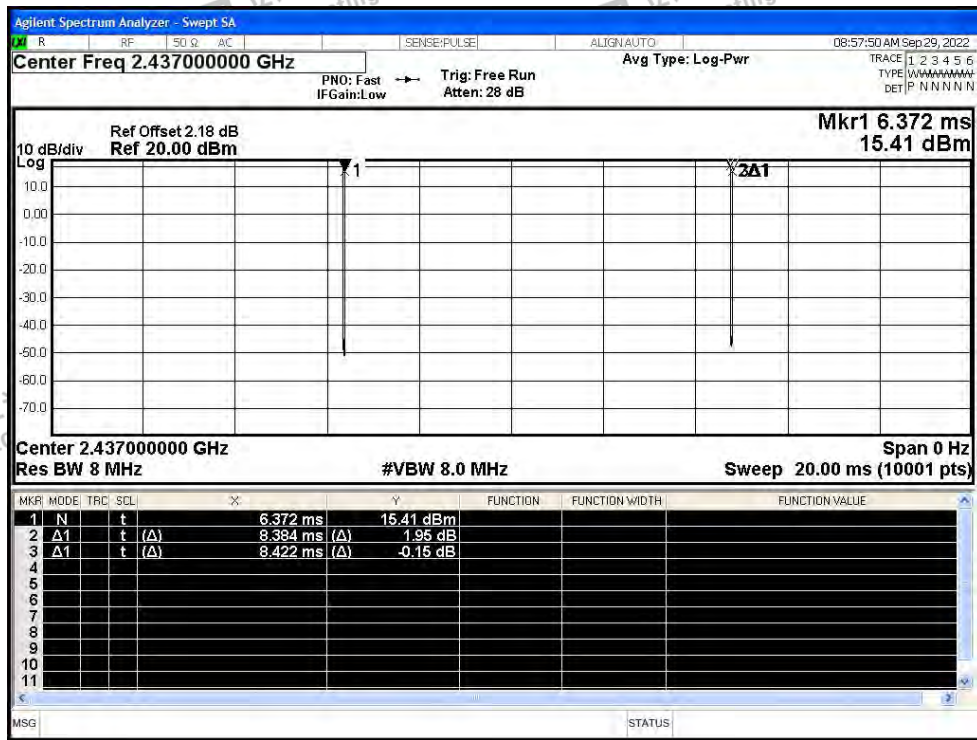 Agilent Spectrum Analyzer - Swept SA
R RF 50 Ω AC SENSE:PULSE ALIGNAUTO 08:57:50 AM Sep 29, 2022
Center Freq 2.437000000 GHz
Avg Type: Log-Pwr
TRACE 1 2 3 4 5 6
PNO: Fast Trig: Free Run
TYPE WWWWWW
IFGain:Low Atten: 28 dB
DET P N N N N N
Mkr1 6.372 ms
15.41 dBm
Ref Offset 2.18 dB
10 dB/div Ref 20.00 dBm
Log
1
3Δ1
10.0
0.00
-10.0
-20.0
-30.0
-40.0
-50.0
-60.0
-70.0
Center 2.437000000 GHz Span 0 Hz
Res BW 8 MHz #VBW 8.0 MHz Sweep 20.00 ms (10001 pts)
MKR MODE TRC SCL X Y FUNCTION FUNCTION WIDTH FUNCTION VALUE
1 N t 6.372 ms 15.41 dBm
2 Δ1 t (Δ) 8.384 ms (Δ) 1.95 dB
3 Δ1 t (Δ) 8.422 ms (Δ) -0.15 dB
4
5
6
7
8
9
10
11
MSG STATUS